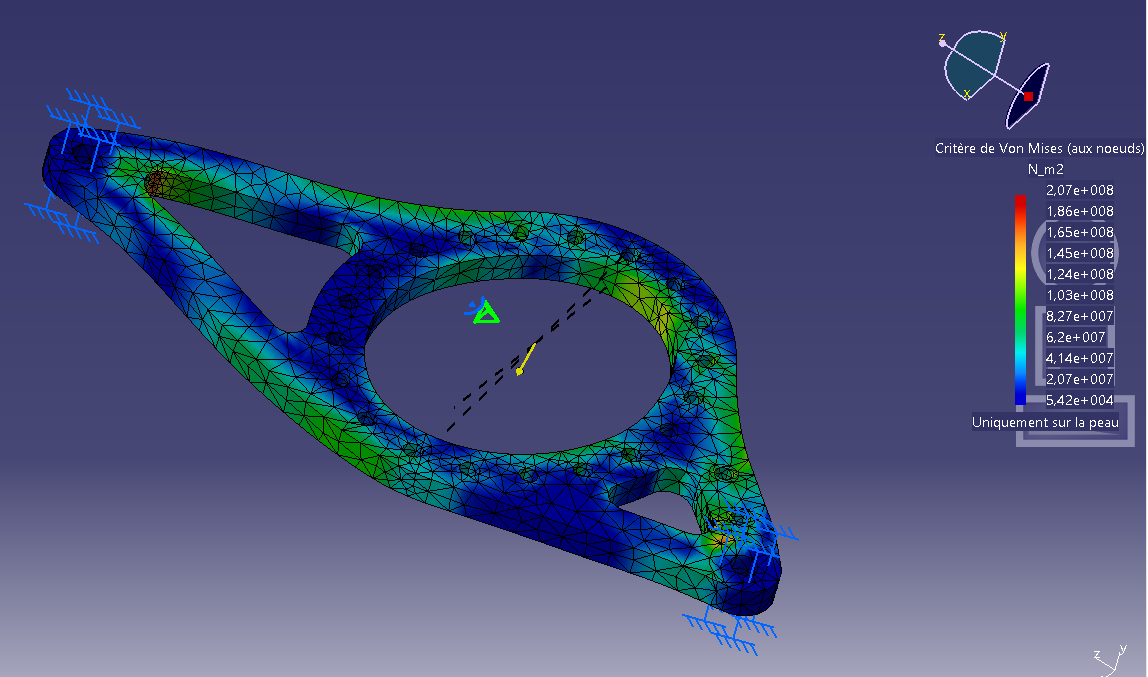 z
y
x
Critère de Von Mises (aux noeuds)
N_m2
2,07e+008
1,86e+008
1,65e+008
1,45e+008
1,24e+008
1,03e+008
8,27e+007
6,2e+007
4,14e+007
2,07e+007
5,42e+004
Uniquement sur la peau
y
z